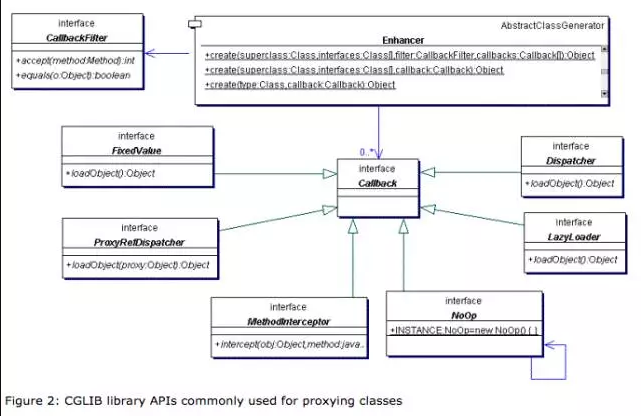 interface
CallbackFilter
+accept(method:Method):int
+equals(o:Object):boolean
AbstractClassGenerator
Enhancer
+create(superclass:Class,interfaces:Class[],filter:CallbackFilter,callbacks:Callback[]):Object
+create(superclass:Class,interfaces:Class[],callback:Callback):Object
+create(type:Class,callback:Callback):Object
0..*
interface
FixedValue
+loadObject():Object
interface
Callback
interface
Dispatcher
+loadObject():Object
interface
ProxyRefDispatcher
+loadObject(proxy:Object):Object
interface
LazyLoader
+loadObject():Object
interface
MethodInterceptor
+intercept(obj:Object,method:java..
interface
NoOp
+INSTANCE:NoOp=new NoOp() { }
Figure 2: CGLIB library APIs commonly used for proxying classes